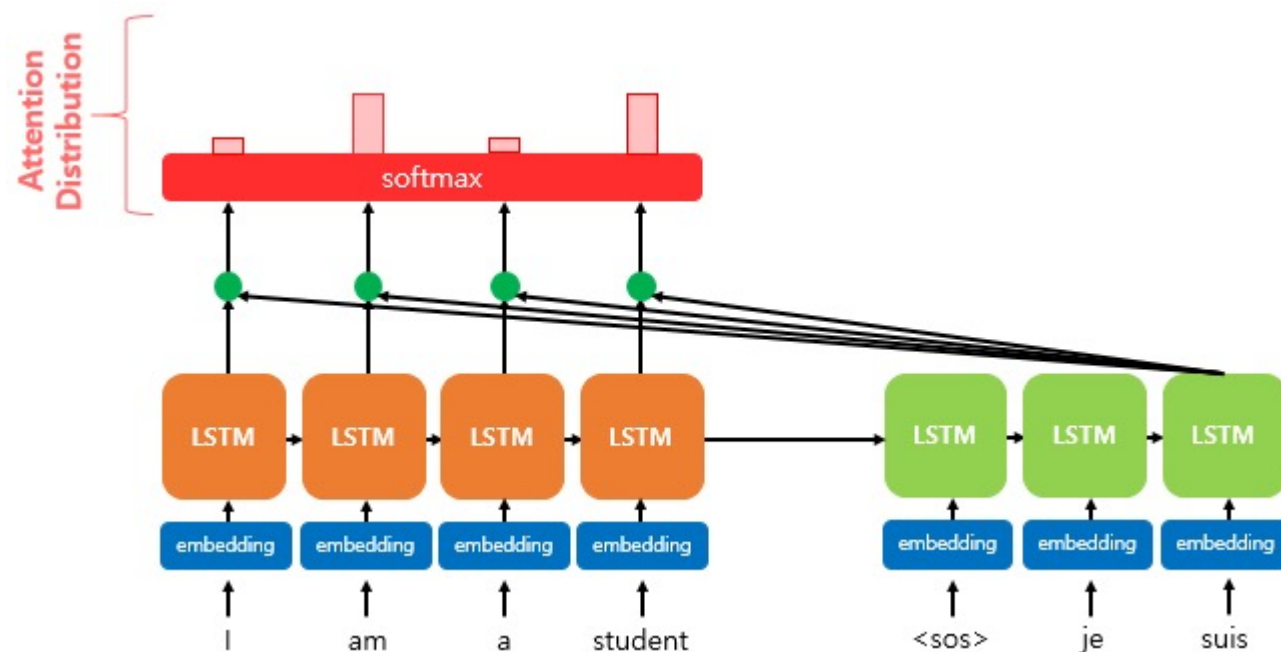 Attention
Distribution
softmax
LSTM LSTM LSTM LSTM LSTM LSTM LSTM
embedding embedding embedding embedding embedding embedding embedding
I am a student <sos> je suis